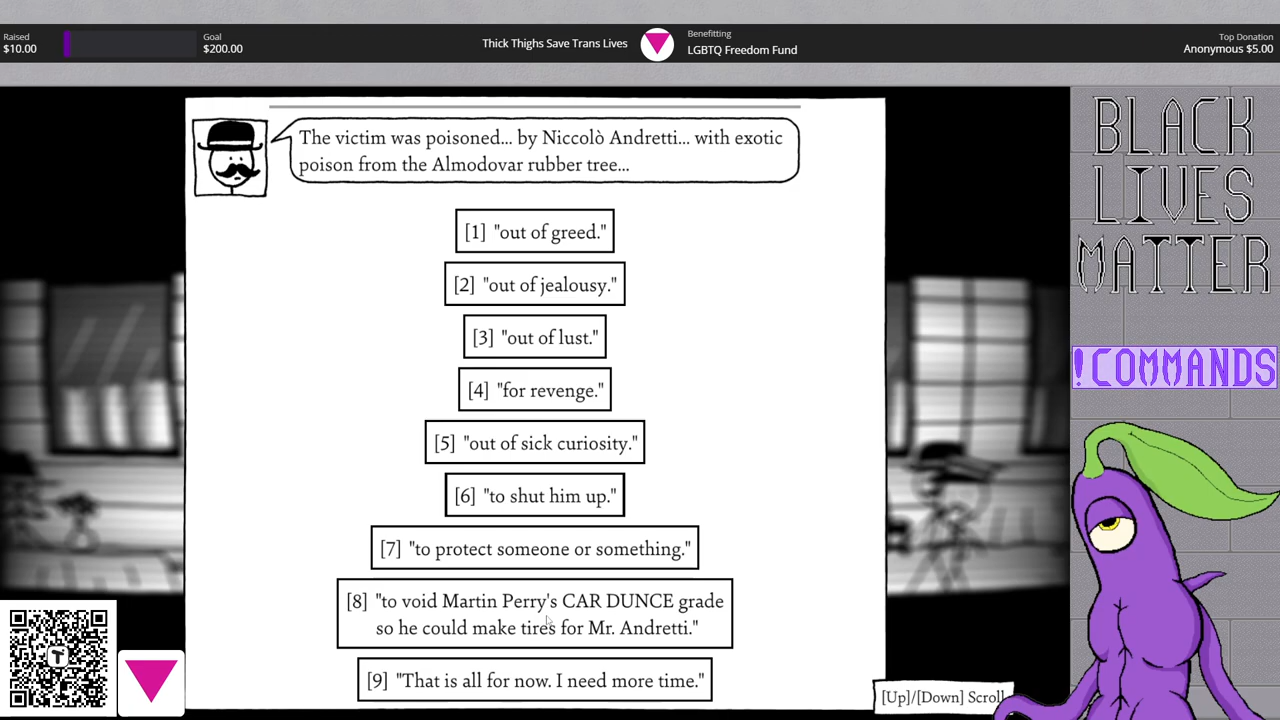 Raised
$10.00
Goal
$200.00
Thick Thighs Save Trans Lives
Benefitting
LGBTQ Freedom Fund
Top Donation
Anonymous $5.00
The victim was poisoned... by Niccolò Andretti... with exotic
poison from the Almodovar rubber tree...
[1] "out of greed."
[2] "out of jealousy."
[3] "out of lust."
[4] "for revenge."
[5] "out of sick curiosity."
[6] "to shut him up."
[7] "to protect someone or something."
[8] "to void Martin Perry's CAR DUNCE grade
so he could make tires for Mr. Andretti."
[9] "That is all for now. I need more time."
[Up]/[Down] Scroll
BLACK
LIVES
MATTER
!COMMANDS